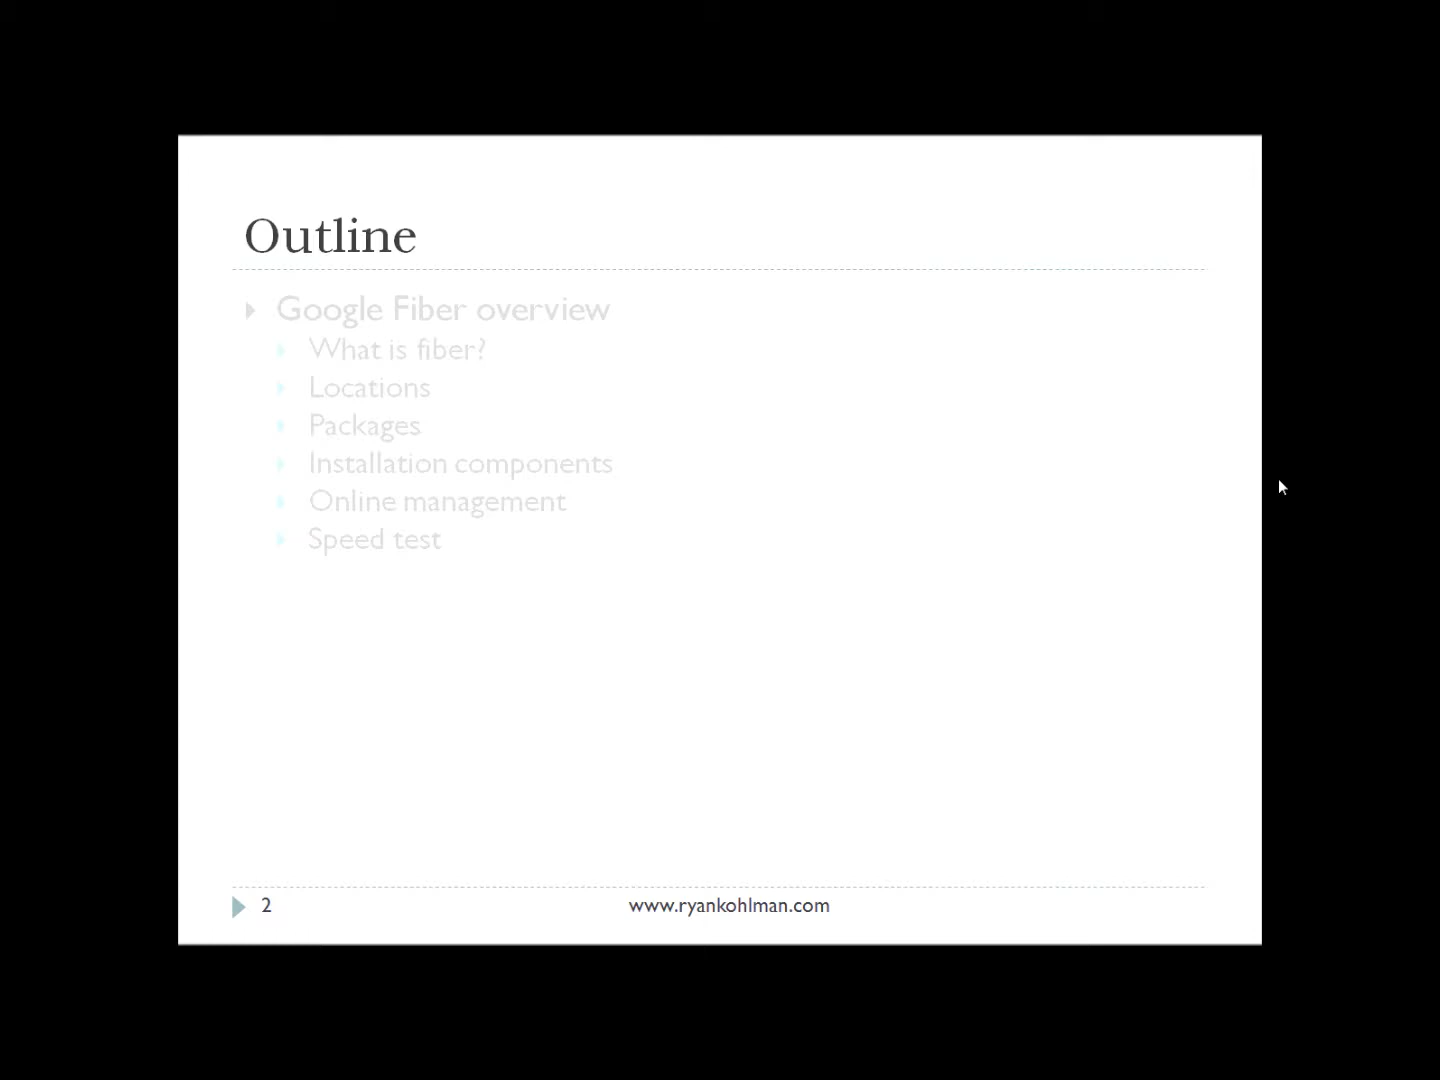 Outline
Google Fiber overview
What is fiber?
Locations
Packages
Installation components
Online management
Speed test
2
www.ryankohlman.com